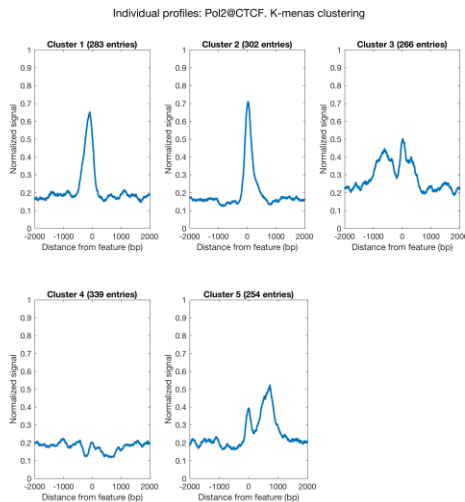 Individual profiles: Pol2@CTCF. K-menas clustering
Cluster 1 (283 entries)
Normalized signal
1
0.9
0.8
0.7
0.6
0.5
0.4
0.3
0.2
0.1
0
-2000 -1000 0 1000 2000
Distance from feature (bp)
Cluster 2 (302 entries)
Normalized signal
1
0.9
0.8
0.7
0.6
0.5
0.4
0.3
0.2
0.1
0
-2000 -1000 0 1000 2000
Distance from feature (bp)
Cluster 3 (266 entries)
Normalized signal
1
0.9
0.8
0.7
0.6
0.5
0.4
0.3
0.2
0.1
0
-2000 -1000 0 1000 2000
Distance from feature (bp)
Cluster 4 (339 entries)
Normalized signal
1
0.9
0.8
0.7
0.6
0.5
0.4
0.3
0.2
0.1
0
-2000 -1000 0 1000 2000
Distance from feature (bp)
Cluster 5 (254 entries)
Normalized signal
1
0.9
0.8
0.7
0.6
0.5
0.4
0.3
0.2
0.1
0
-2000 -1000 0 1000 2000
Distance from feature (bp)